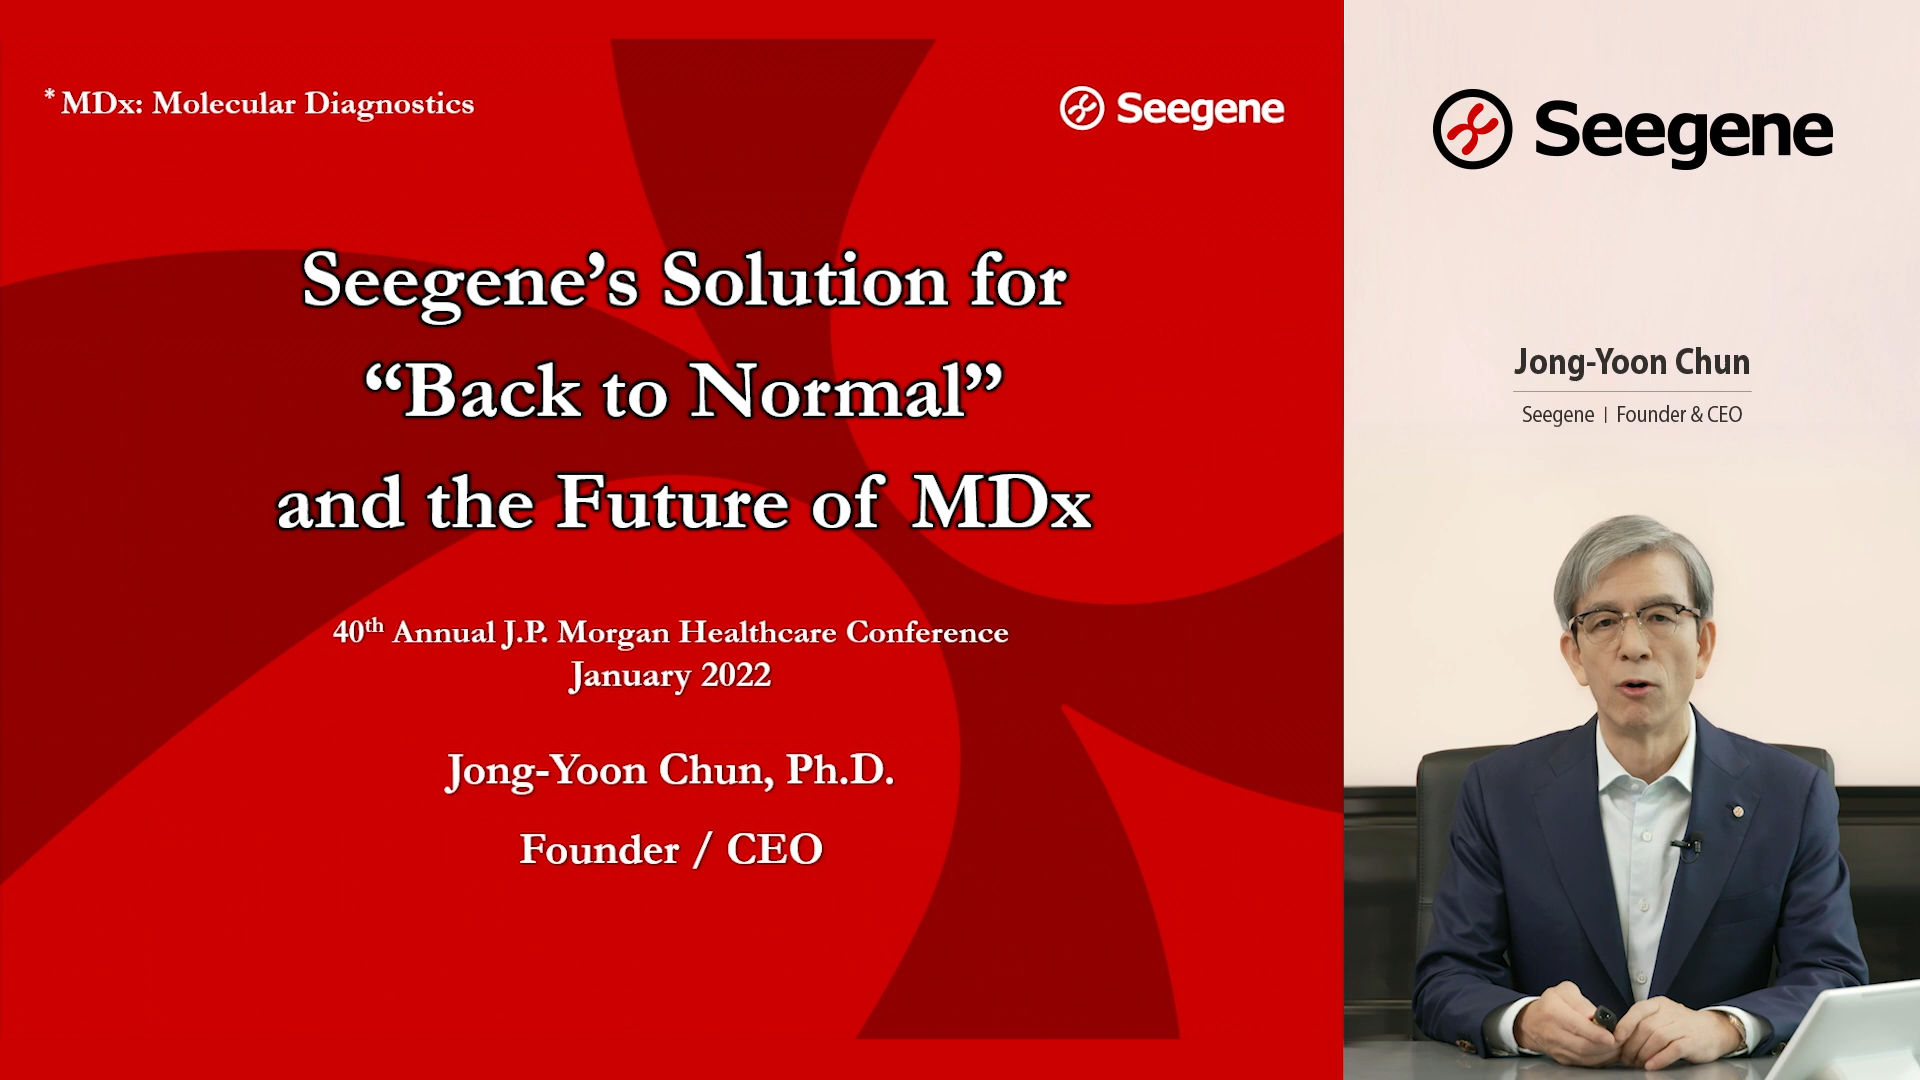 * MDx: Molecular Diagnostics
Seegene
Seegene’s Solution for
“Back to Normal”
and the Future of MDx
40th Annual J.P. Morgan Healthcare Conference
January 2022
Jong-Yoon Chun, Ph.D.
Founder / CEO
Seegene
Jong-Yoon Chun
Seegene | Founder & CEO